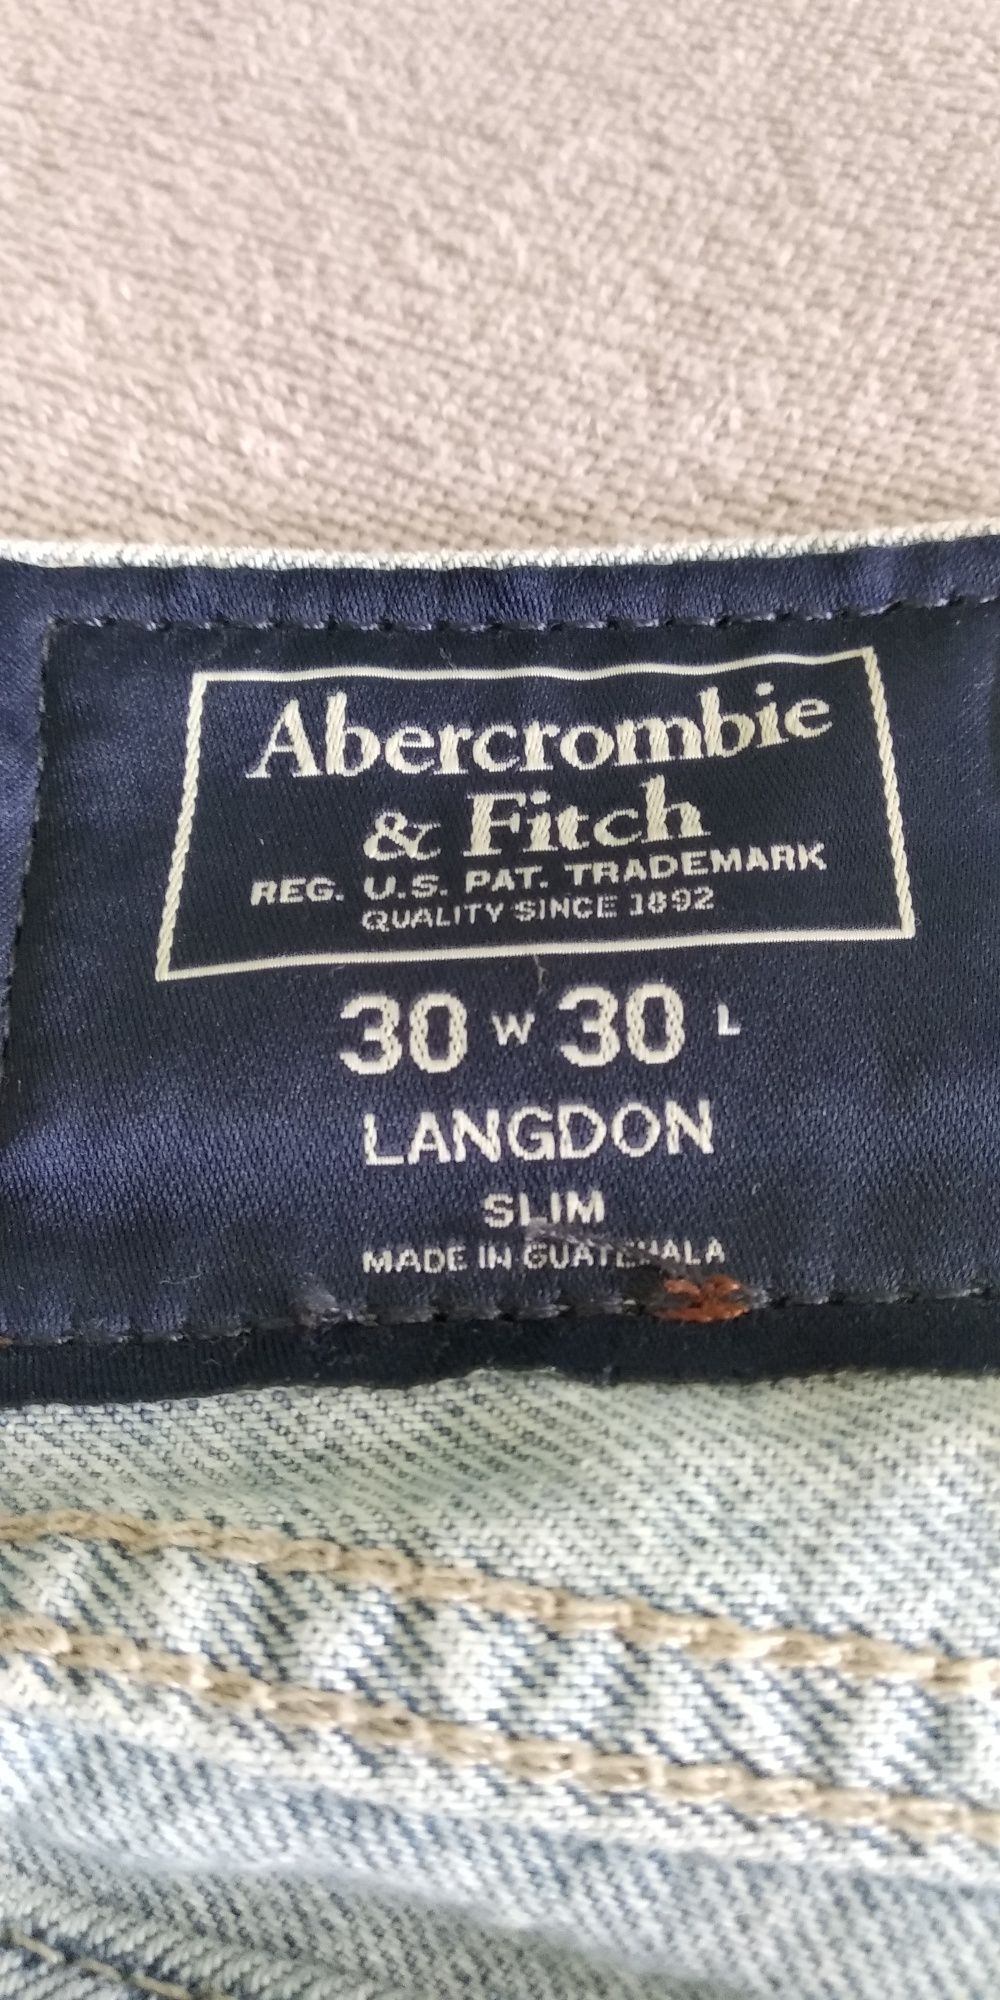 Abercrombie
& Fitch
REG. U.S. PAT. TRADEMARK
QUALITY SINCE 1892
30 W 30 L
LANGDON
SLIM
MADE IN GUATEMALA